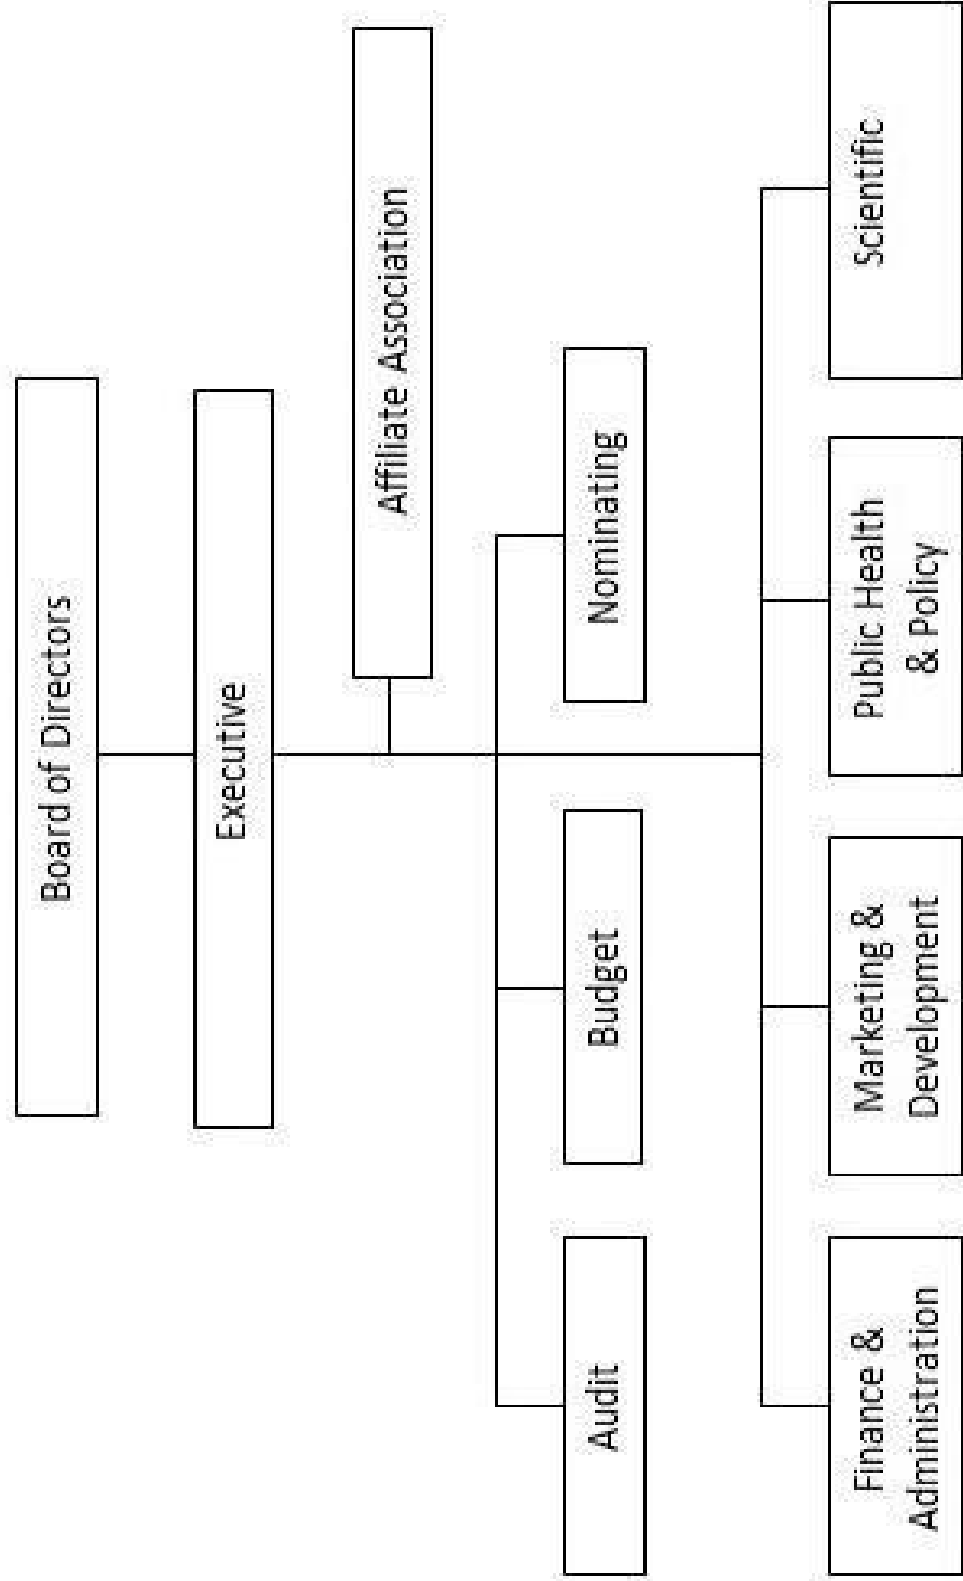 Board of Directors
Executive
Affiliate Association
Audit
Budget
Nominating
Finance &
Administration
Marketing &
Development
Public Health
& Policy
Scientific